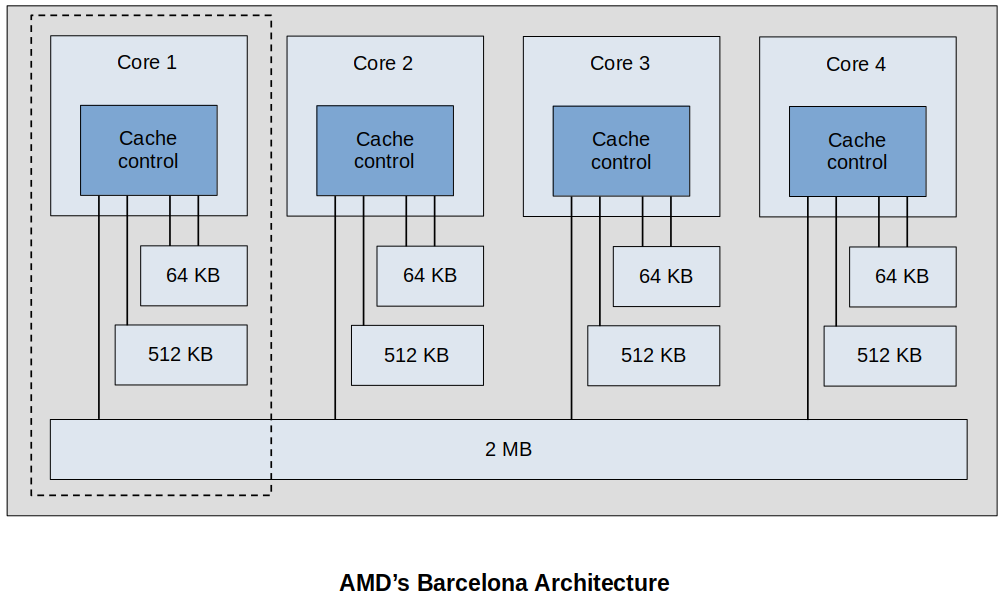 Core 1
Core 2
Core 3
Core 4
Cache
control
Cache
control
Cache
control
Cache
control
64 KB
64 KB
64 KB
64 KB
512 KB
512 KB
512 KB
512 KB
2 MB
AMD’s Barcelona Architecture